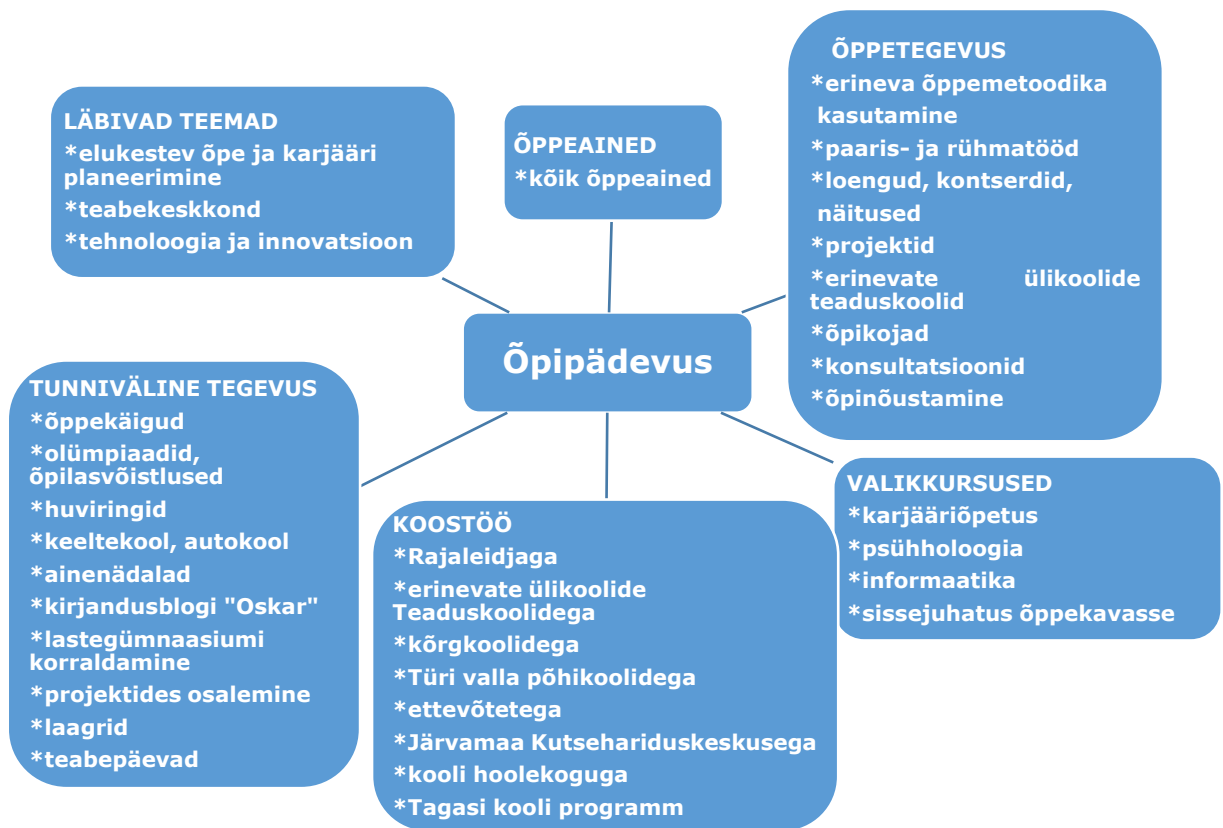 LÄBIVAD TEEMAD
*elukestev õpe ja karjääri
planeerimine
*teabekeskkond
*tehnoloogia ja innovatsioon
ÕPPEAINED
*kõik õppeained
ÕPPETEGEVUS
*erineva õppemetoodika
kasutamine
*paaris- ja rühmatööd
*loengud, kontserdid,
näitused
*projektid
*erinevate ülikoolide
teaduskoolid
*õpikojad
*konsultatsioonid
*õpinõustamine
Õpipädevus
TUNNIVÄLINE TEGEVUS
*õppekäigud
*olümpiaadid,
õpilasvõistlused
*huviringid
*keeltekool, autokool
*ainenädalad
*kirjandusblogi "Oskar"
*lastegümnaasiumi
korraldamine
*projektides osalemine
*laagrid
*teabepäevad
KOOSTÖÖ
*Rajaleidjaga
*erinevate ülikoolide
Teaduskoolidega
*kõrgkoolidega
*Türi valla põhikoolidega
*ettevõtetega
*Järvamaa Kutsehariduskeskusega
*kooli hoolekoguga
*Tagasi kooli programm
VALIKKURSUSED
*karjääriõpetus
*psühholoogia
*informaatika
*sissejuhatus õppekavasse